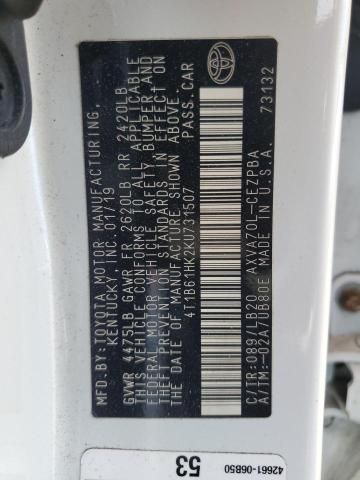 MFD.BY: TOYOTA MOTOR MANUFACTURING,
KENTUCKY, INC. 01/19
GVWR 4475LB GAWR FR 2620LB RR 2420LB
THIS VEHICLE CONFORMS TO ALL APPLICABLE
FEDERAL MOTOR VEHICLE SAFETY, BUMPER, AND
THEFT PREVENTION STANDARDS IN EFFECT ON
THE DATE OF MANUFACTURE SHOWN ABOVE.
4T1B61HK2KU731507 PASS. CAR
C/TR: 089/LB20 AXVA70L-CEZPBA
A/TM:-02A/UB80E MADE IN U.S.A.
TOYOTA
73132
53
42661-06B50